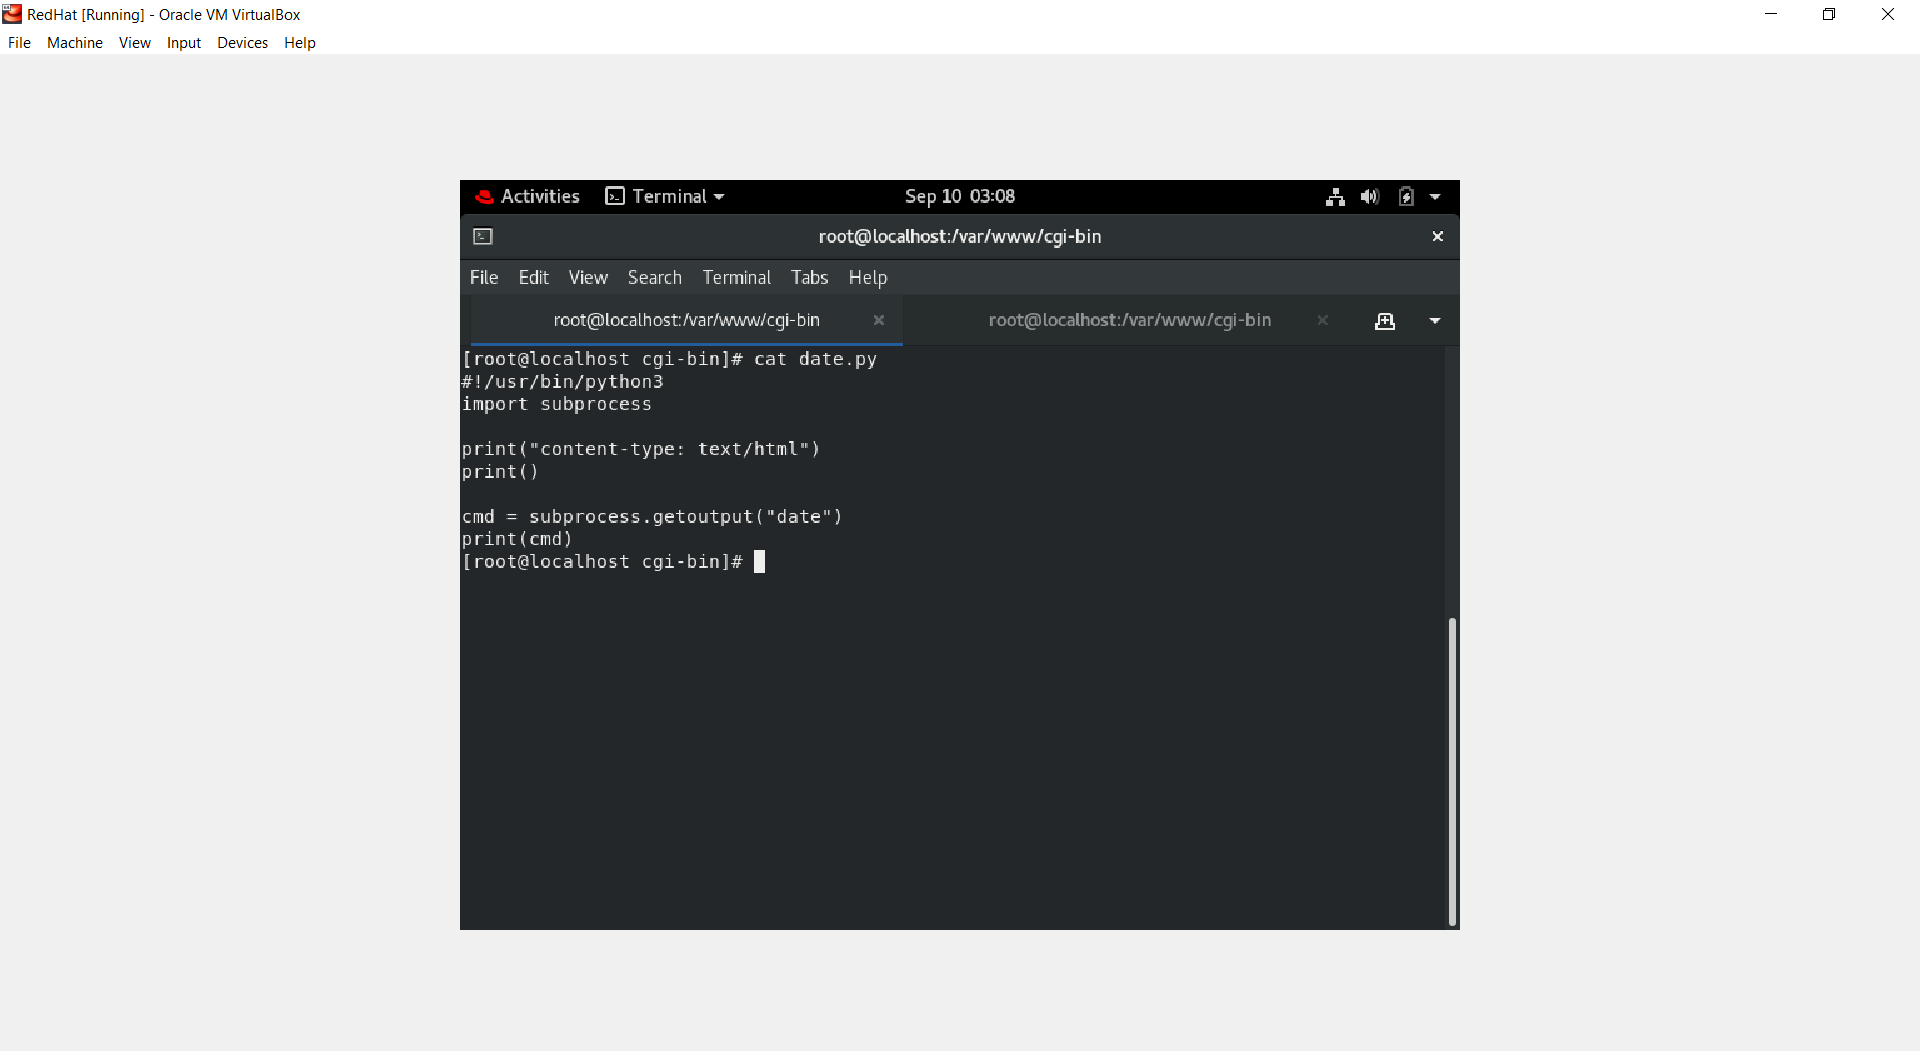 RedHat [Running] - Oracle VM VirtualBox
File Machine View Input Devices Help
Activities Terminal Sep 10 03:08
root@localhost:/var/www/cgi-bin
File Edit View Search Terminal Tabs Help
root@localhost:/var/www/cgi-bin root@localhost:/var/www/cgi-bin
[root@localhost cgi-bin]# cat date.py
#!/usr/bin/python3
import subprocess
print("content-type: text/html")
print()
cmd = subprocess.getoutput("date")
print(cmd)
[root@localhost cgi-bin]#